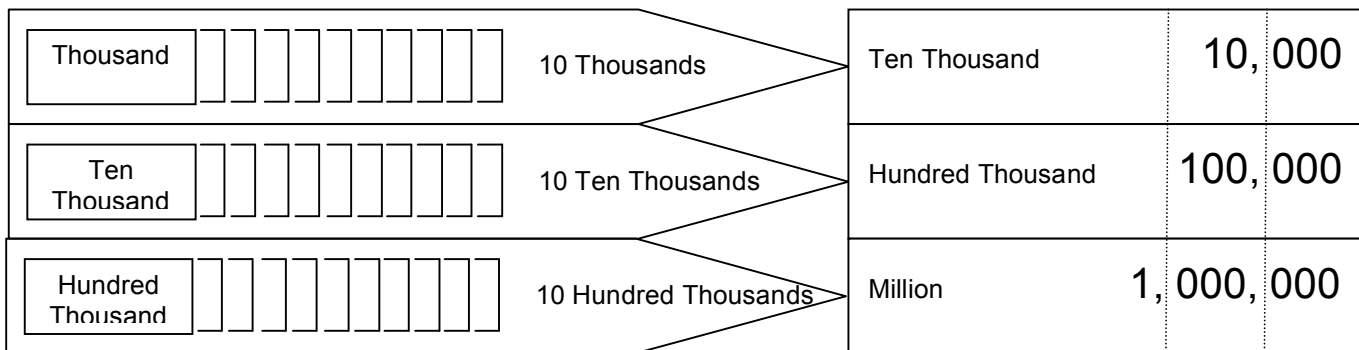 Thousand
10 Thousands
Ten Thousand
10, 000
Ten
Thousand
10 Ten Thousands
Hundred Thousand
100, 000
Hundred
Thousand
10 Hundred Thousands
Million
1, 000, 000